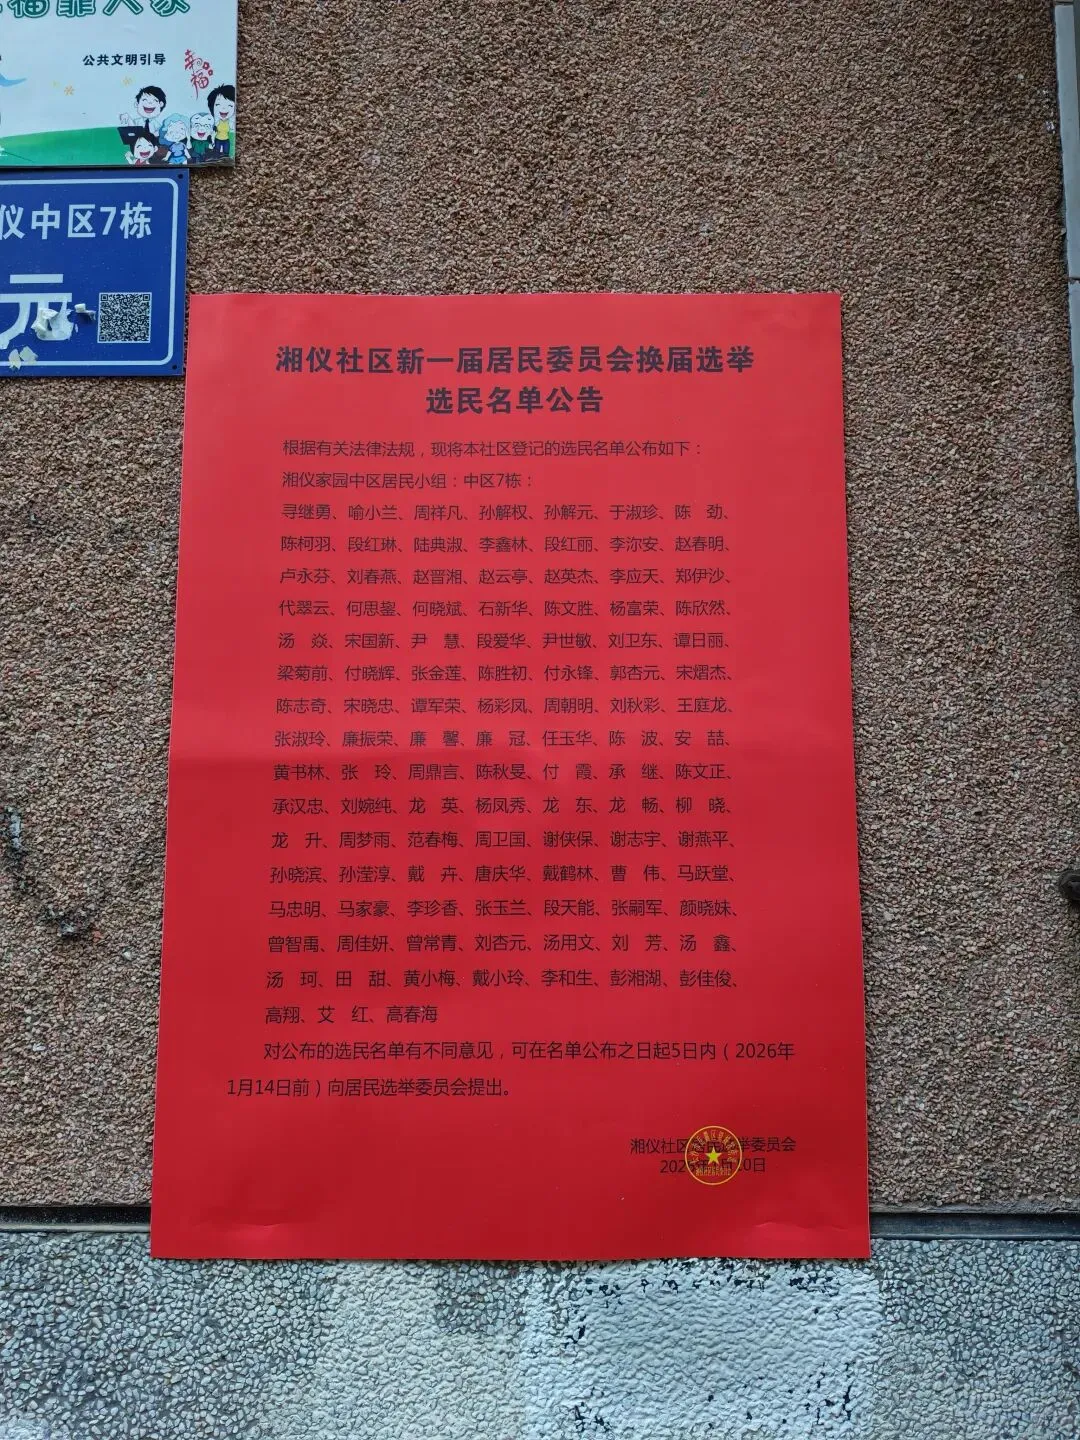 公共文明引导
幸福
仪中区7栋
元
湘仪社区新一届居民委员会换届选举
选民名单公告
根据有关法律法规，现将本社区登记的选民名单公布如下：
湘仪家园中区居民小组：中区7栋：
寻继勇、喻小兰、周祥凡、孙解权、孙解元、于淑珍、陈　劲、
陈柯羽、段红琳、陆典淑、李鑫林、段红丽、李沵安、赵春明、
卢永芬、刘春燕、赵晋湘、赵云亭、赵英杰、李应天、郑伊沙、
代翠云、何思鋆、何晓斌、石新华、陈文胜、杨富荣、陈欣然、
汤　焱、宋国新、尹　慧、段爱华、尹世敏、刘卫东、谭日丽、
梁菊前、付晓辉、张金莲、陈胜初、付永锋、郭杏元、宋熠杰、
陈志奇、宋晓忠、谭军荣、杨彩凤、周朝明、刘秋彩、王庭龙、
张淑玲、廉振荣、廉　馨、廉　冠、任玉华、陈　波、安　喆、
黄书林、张　玲、周鼎言、陈秋旻、付　霞、承　继、陈文正、
承汉忠、刘婉纯、龙　英、杨凤秀、龙　东、龙　畅、柳　晓、
龙　升、周梦雨、范春梅、周卫国、谢侠保、谢志宇、谢燕平、
孙晓滨、孙滢淳、戴　卉、唐庆华、戴鹤林、曹　伟、马跃堂、
马忠明、马家豪、李珍香、张玉兰、段天能、张嗣军、颜晓妹、
曾智禹、周佳妍、曾常青、刘杏元、汤用文、刘　芳、汤　鑫、
汤　珂、田　甜、黄小梅、戴小玲、李和生、彭湘湖、彭佳俊、
高翔、艾　红、高春海
对公布的选民名单有不同意见，可在名单公布之日起5日内（2026年
1月14日前）向居民选举委员会提出。
湘仪社区居民选举委员会